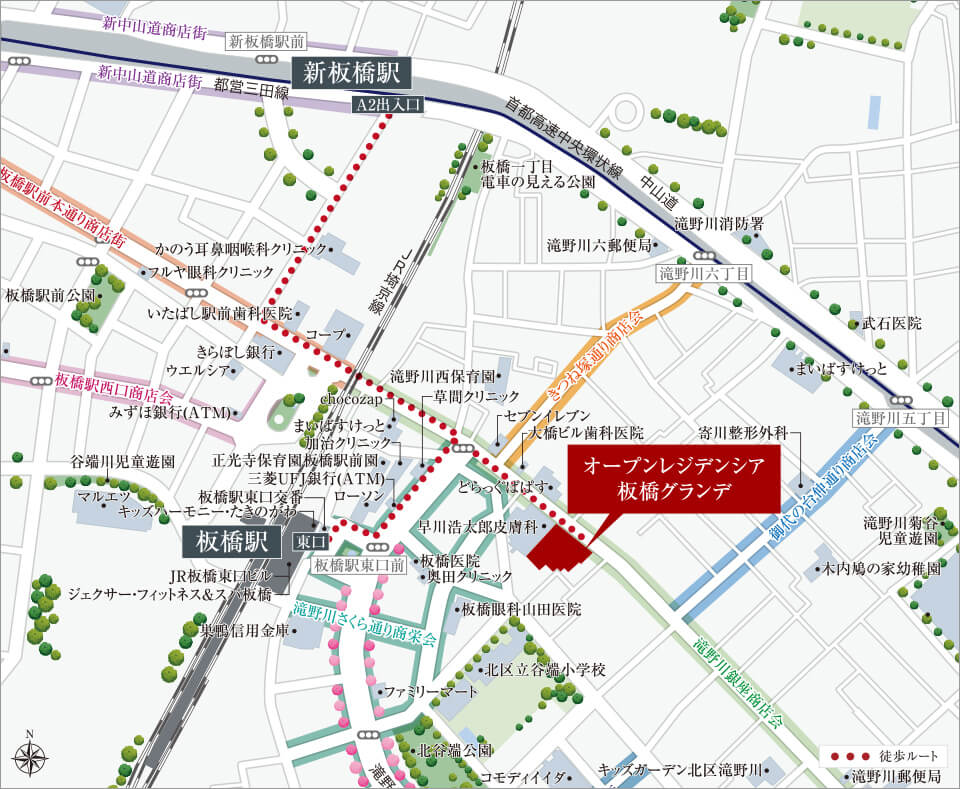 新中山道商店街
新板橋駅前
新中山道商店街
新板橋駅
都営三田線
A2出入口
首都高速中央環状線
中山道
板橋一丁目
電車の見える公園
板橋駅前本通り商店街
滝野川消防署
滝野川六郵便局
滝野川六丁目
かのう耳鼻咽喉科クリニック
フルヤ眼科クリニック
JR埼京線
板橋駅前公園
いたばし駅前歯科医院
コープ
きつね塚通り商店会
武石医院
きらぼし銀行
ウエルシア
滝野川西保育園
まいばすけっと
板橋駅西口商店会
chocozap
草間クリニック
みずほ銀行(ATM)
まいばすけっと
セブンイレブン
滝野川五丁目
加治クリニック
大橋ビル歯科医院
寄川整形外科
谷端川児童遊園
正光寺保育園板橋駅前園
オープンレジデンシア
板橋グランデ
三菱UFJ銀行(ATM)
どらっぐぱぱす
御代の台仲通り商店会
マルエツ
板橋駅東口交番
ローソン
キッズハーモニー・たきのがわ
早川浩太郎皮膚科
滝野川菊谷
児童遊園
板橋駅
東口
板橋駅東口前
板橋医院
奥田クリニック
木内鳩の家幼稚園
JR板橋東口ビル
ジェクサー・フィットネス&スパ板橋
滝野川さくら通り商栄会
板橋眼科山田医院
巣鴨信用金庫
滝野川銀座商店会
北区立谷端小学校
ファミリーマート
北谷端公園
N
滝野
コモディイイダ
キッズガーデン北区滝野川
徒歩ルート
滝野川郵便局